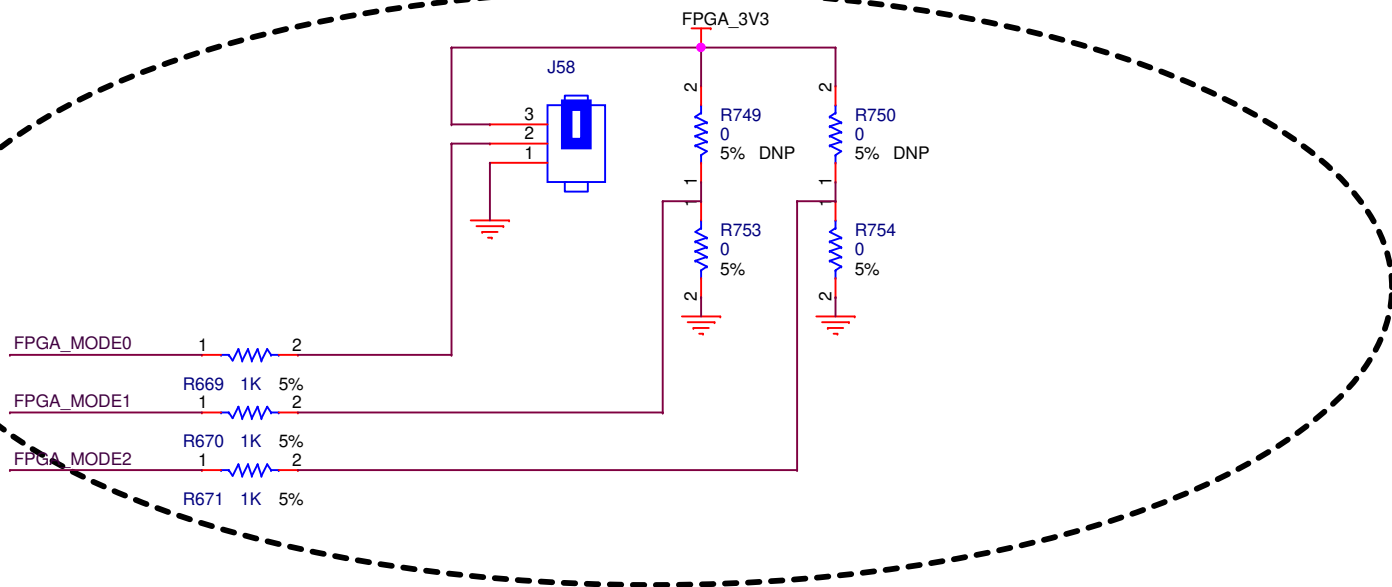 FPGA_3V3
J58
3
2
1
2
R749
0
5% DNP
1
2
R750
0
5% DNP
1
1
R753
0
5%
2
1
R754
0
5%
2
FPGA_MODE0
1
2
R669 1K 5%
FPGA_MODE1
1
2
R670 1K 5%
FPGA_MODE2
1
2
R671 1K 5%